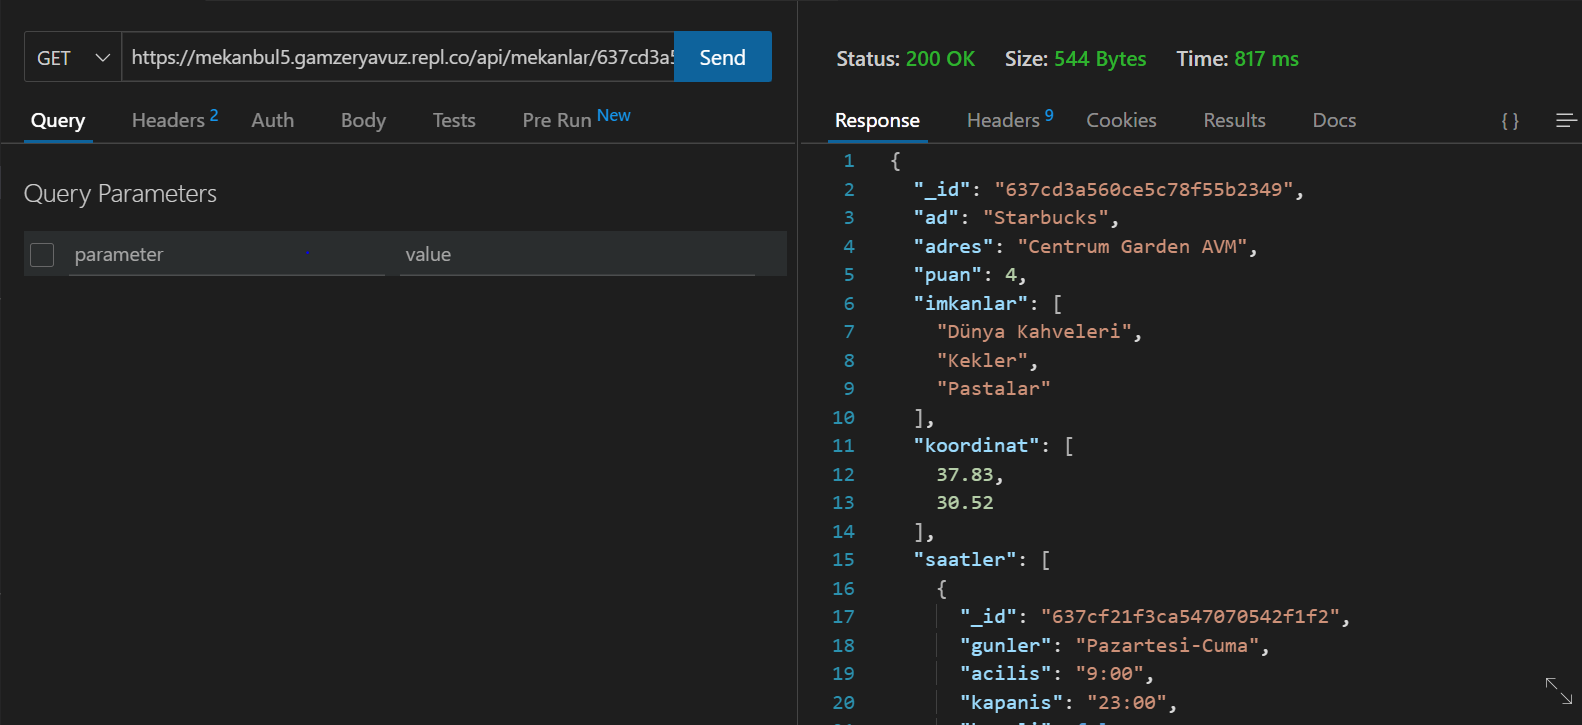 GET https://mekanbul5.gamzeryavuz.repl.co/api/mekanlar/637cd3a5 Send
Query Headers 2 Auth Body Tests Pre Run New
Query Parameters
parameter value
Status: 200 OK Size: 544 Bytes Time: 817 ms
Response Headers 9 Cookies Results Docs { }
1 {
2 "_id": "637cd3a560ce5c78f55b2349",
3 "ad": "Starbucks",
4 "adres": "Centrum Garden AVM",
5 "puan": 4,
6 "imkanlar": [
7 "Dünya Kahveleri",
8 "Kekler",
9 "Pastalar"
10 ],
11 "koordinat": [
12 37.83,
13 30.52
14 ],
15 "saatler": [
16 {
17 "_id": "637cf21f3ca547070542f1f2",
18 "gunler": "Pazartesi-Cuma",
19 "acilis": "9:00",
20 "kapanis": "23:00",